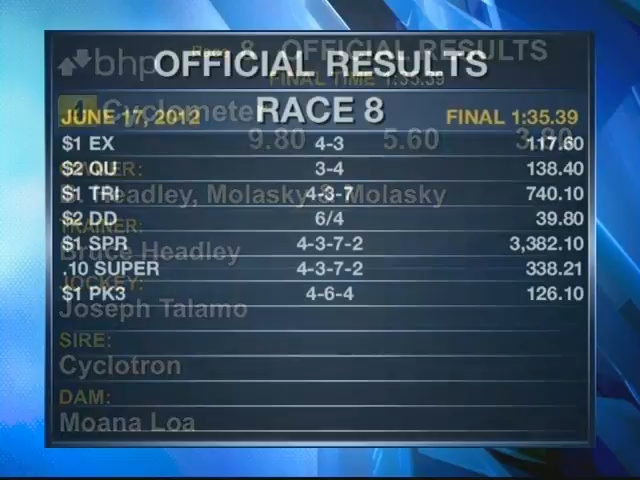 bhp
Race 8 OFFICIAL RESULTS
OFFICIAL RESULTS
FINAL TIME 1:35.39
4 Cyclometer
RACE 8
JUNE 17, 2012 FINAL 1:35.39
9.80 5.60
$1 EX 4-3 117.60
$2 QU 3-4 138.40
$1 TRI 4-3-7 740.10
Headley, Molasky & Molasky
$2 DD 6/4 39.80
TRAINER:
$1 SPR 4-3-7-2 3,382.10
Bruce Headley
.10 SUPER 4-3-7-2 338.21
JOCKEY:
$1 PK3 4-6-4 126.10
Joseph Talamo
SIRE:
Cyclotron
DAM:
Moana Loa